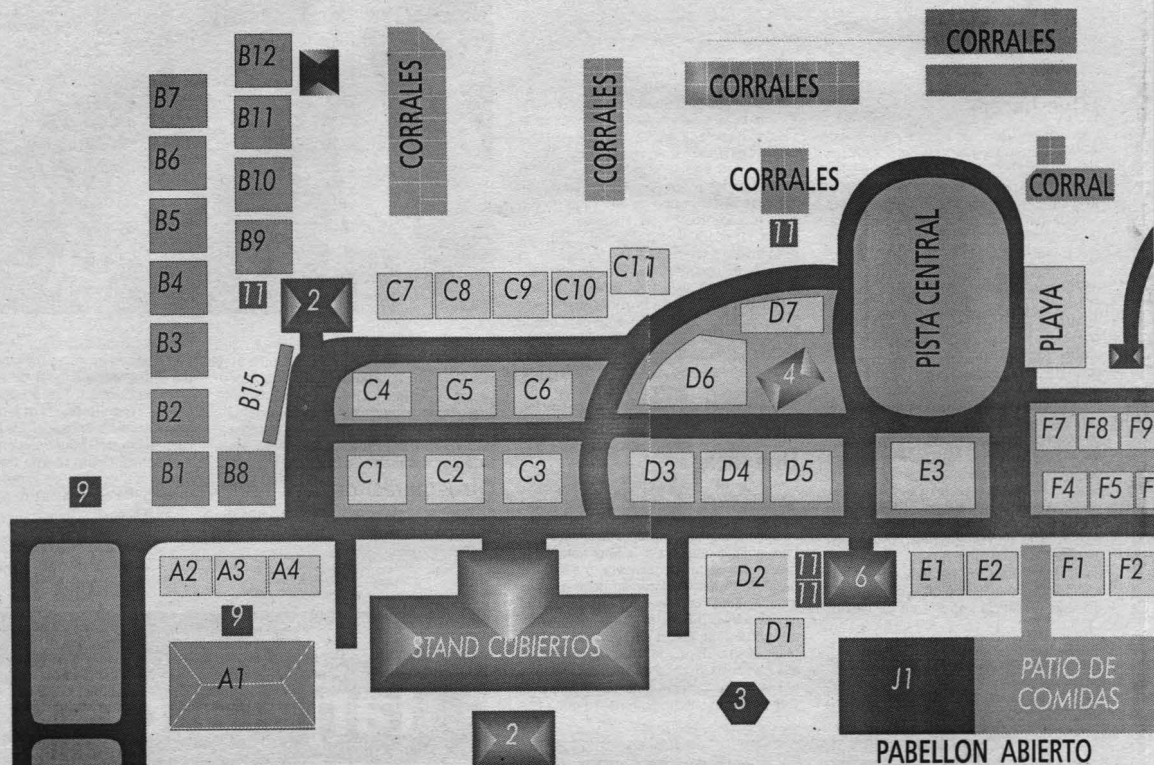 CORRALES
B12
B7
CORRALES
CORRALES
CORRALES
B11
B6
B10
CORRALES
CORRAL
B5
B9
11
PISTA CENTRAL
B4
11
2
C7
C8
C9
C10
C11
D7
PLAYA
B3
B15
C4
C5
C6
D6
4
B2
F7
F8
F9
B1
B8
C1
C2
C3
D3
D4
D5
E3
9
F4
F5
F
A2
A3
A4
D2
11
11
6
E1
E2
F1
F2
9
D1
STAND CUBIERTOS
A1
J1
PATIO DE
COMIDAS
3
2
PABELLON ABIERTO